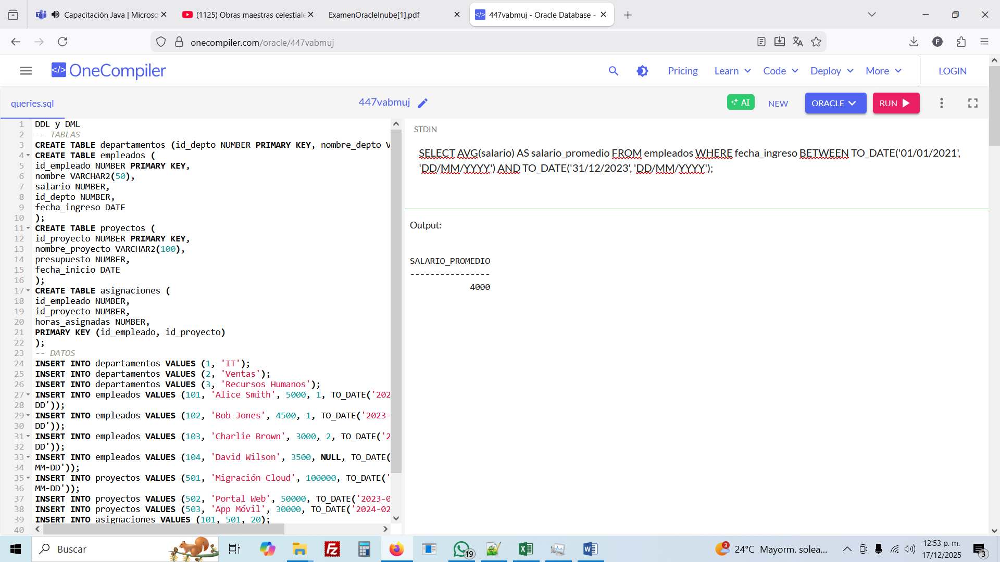 Capacitación Java | Microso
(1125) Obras maestras celestiale
ExamenOracleInube[1].pdf
447vabmuj - Oracle Database -
onecompiler.com/oracle/447vabmuj
F
</> OneCompiler
Pricing
Learn
Code
Deploy
More
LOGIN
queries.sql
447vabmuj
AI
NEW
ORACLE
RUN
1 DDL y DML
2 -- TABLAS
3 CREATE TABLE departamentos (id_depto NUMBER PRIMARY KEY, nombre_depto V
4 CREATE TABLE empleados (
5 id_empleado NUMBER PRIMARY KEY,
6 nombre VARCHAR2(50),
7 salario NUMBER,
8 id_depto NUMBER,
9 fecha_ingreso DATE
10 );
11 CREATE TABLE proyectos (
12 id_proyecto NUMBER PRIMARY KEY,
13 nombre_proyecto VARCHAR2(100),
14 presupuesto NUMBER,
15 fecha_inicio DATE
16 );
17 CREATE TABLE asignaciones (
18 id_empleado NUMBER,
19 id_proyecto NUMBER,
20 horas_asignadas NUMBER,
21 PRIMARY KEY (id_empleado, id_proyecto)
22 );
23 -- DATOS
24 INSERT INTO departamentos VALUES (1, 'IT');
25 INSERT INTO departamentos VALUES (2, 'Ventas');
26 INSERT INTO departamentos VALUES (3, 'Recursos Humanos');
27 INSERT INTO empleados VALUES (101, 'Alice Smith', 5000, 1, TO_DATE('202
28 DD'));
29 INSERT INTO empleados VALUES (102, 'Bob Jones', 4500, 1, TO_DATE('2023-
30 DD'));
31 INSERT INTO empleados VALUES (103, 'Charlie Brown', 3000, 2, TO_DATE('2
32 DD'));
33 INSERT INTO empleados VALUES (104, 'David Wilson', 3500, NULL, TO_DATE(
34 MM-DD'));
35 INSERT INTO proyectos VALUES (501, 'Migración Cloud', 100000, TO_DATE('
36 MM-DD'));
37 INSERT INTO proyectos VALUES (502, 'Portal Web', 50000, TO_DATE('2023-0
38 INSERT INTO proyectos VALUES (503, 'App Móvil', 30000, TO_DATE('2024-02
39 INSERT INTO asignaciones VALUES (101, 501, 20);
40
STDIN
SELECT AVG(salario) AS salario_promedio FROM empleados WHERE fecha_ingreso BETWEEN TO_DATE('01/01/2021',
'DD/MM/YYYY') AND TO_DATE('31/12/2023', 'DD/MM/YYYY');
Output:
SALARIO_PROMEDIO
----------------
4000
Buscar
19
3
24°C Mayorm. solea...
12:53 p. m.
17/12/2025
3